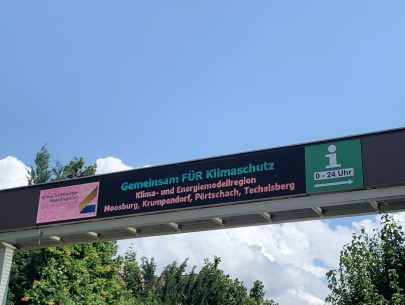 Gemeinsam FÜR Klimaschutz
Klima- und Energiemodellregion
Moosburg, Krumpendorf, Pörtschach, Techelsberg
i
0 - 24 Uhr